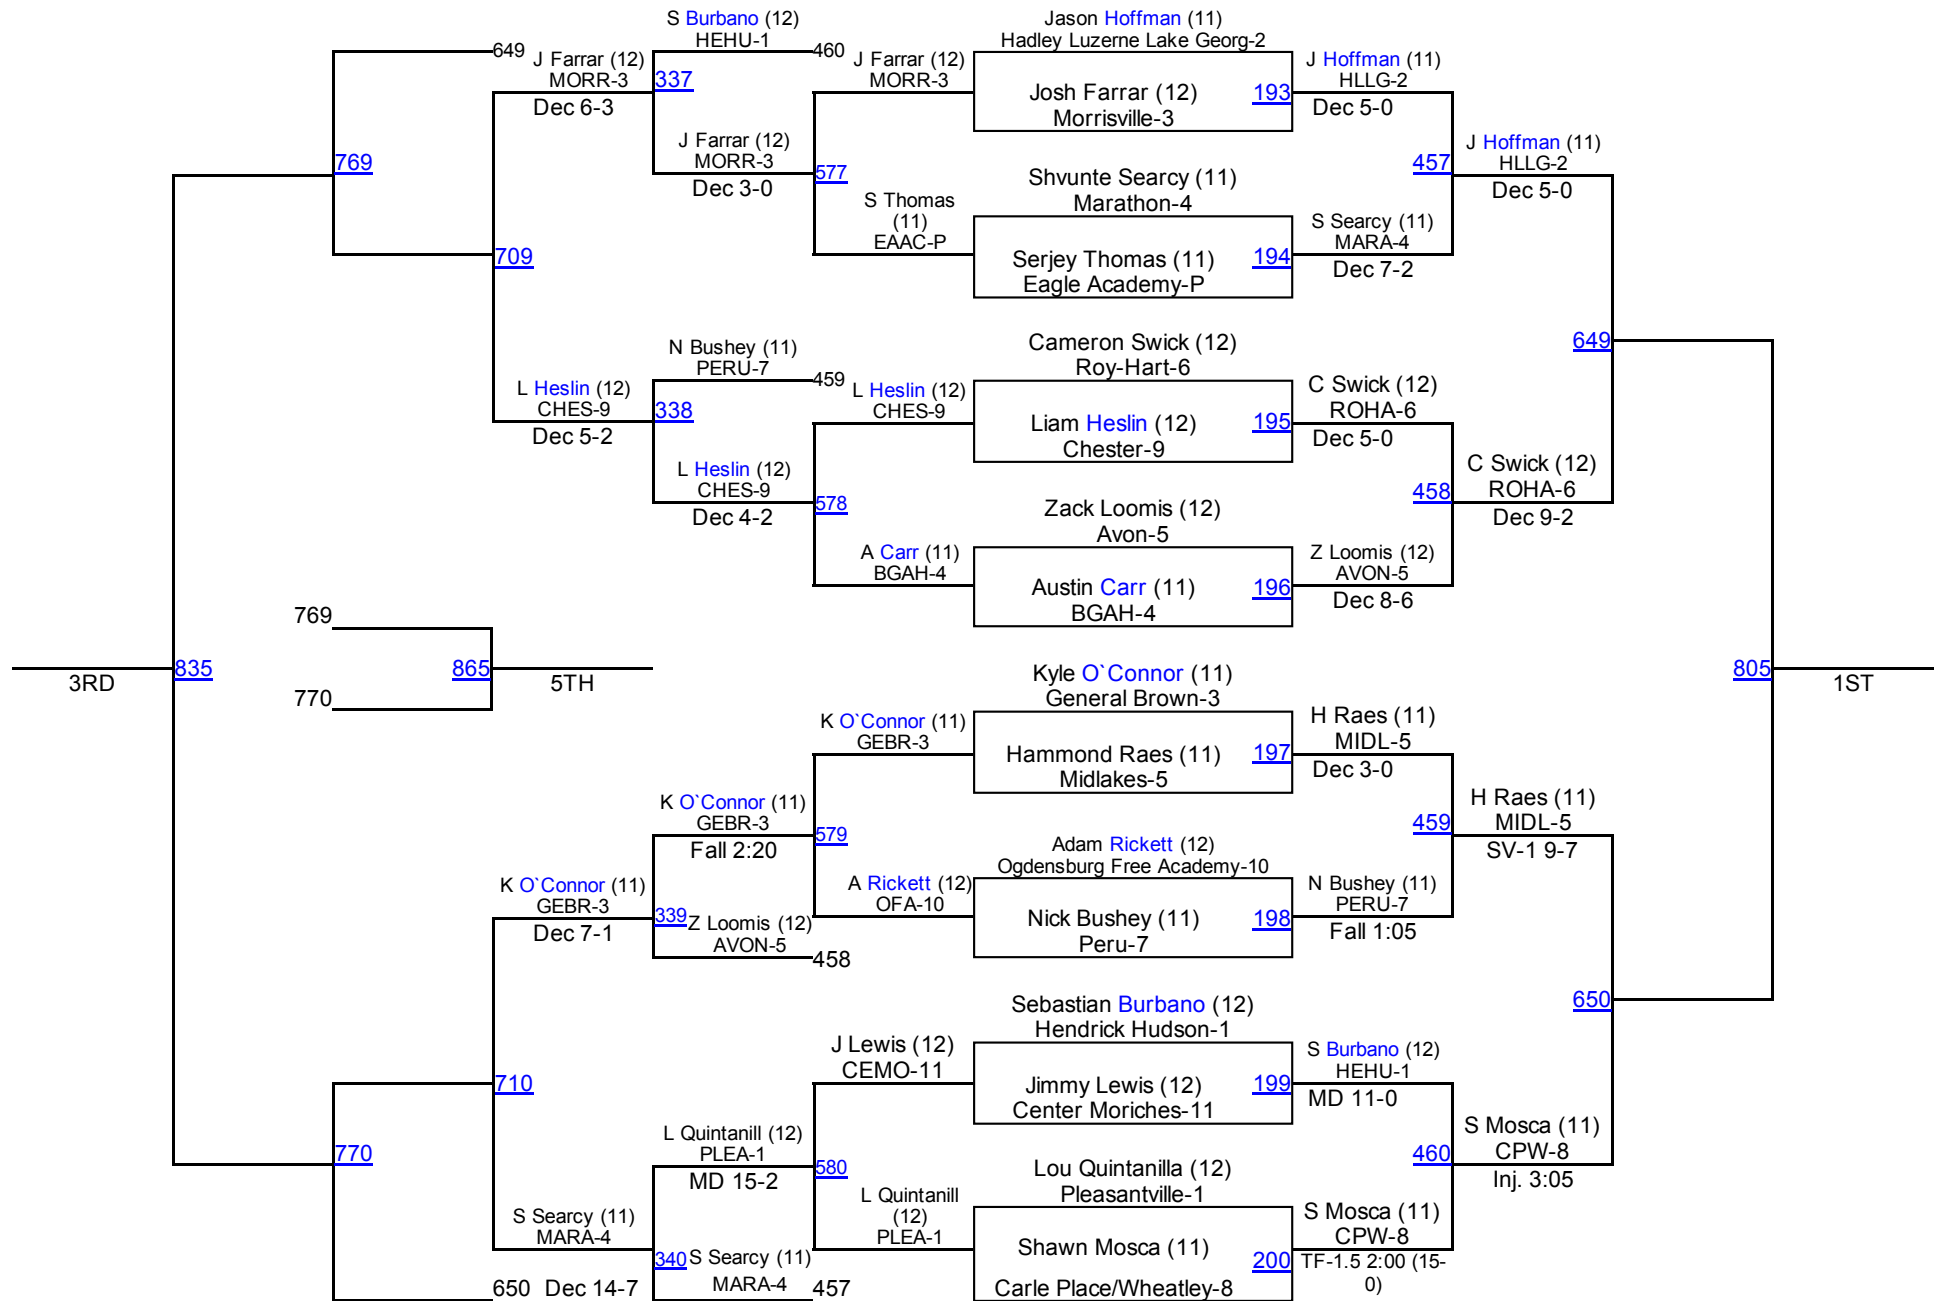 S Burbano (12)
HEHU-1
649
J Farrar (12)
MORR-3
Dec 6-3
337
460
J Farrar (12)
MORR-3
Dec 3-0
J Farrar (12)
MORR-3
577
S Thomas
(11)
EAAC-P
769
709
N Bushey (11)
PERU-7
459
L Heslin (12)
CHES-9
Dec 5-2
338
L Heslin (12)
CHES-9
Dec 4-2
L Heslin (12)
CHES-9
578
A Carr (11)
BGAH-4
Jason Hoffman (11)
Hadley Luzerne Lake Georg-2
Josh Farrar (12)
Morrisville-3
193
Shvunte Searcy (11)
Marathon-4
Serjey Thomas (11)
Eagle Academy-P
194
Cameron Swick (12)
Roy-Hart-6
Liam Heslin (12)
Chester-9
195
Zack Loomis (12)
Avon-5
Austin Carr (11)
BGAH-4
196
J Hoffman (11)
HLLG-2
Dec 5-0
457
S Searcy (11)
MARA-4
Dec 7-2
J Hoffman (11)
HLLG-2
Dec 5-0
649
C Swick (12)
ROHA-6
Dec 5-0
458
Z Loomis (12)
AVON-5
Dec 8-6
C Swick (12)
ROHA-6
Dec 9-2
769
770
865
5TH
835
3RD
805
1ST
K O`Connor (11)
GEBR-3
K O`Connor (11)
GEBR-3
Fall 2:20
579
A Rickett (12)
OFA-10
K O`Connor (11)
GEBR-3
Dec 7-1
339
Z Loomis (12)
AVON-5
458
710
770
J Lewis (12)
CEMO-11
L Quintanill (12)
PLEA-1
MD 15-2
580
L Quintanill
(12)
PLEA-1
S Searcy (11)
MARA-4
340
S Searcy (11)
MARA-4
650
Dec 14-7
457
Kyle O`Connor (11)
General Brown-3
Hammond Raes (11)
Midlakes-5
197
Adam Rickett (12)
Ogdensburg Free Academy-10
Nick Bushey (11)
Peru-7
198
Sebastian Burbano (12)
Hendrick Hudson-1
Jimmy Lewis (12)
Center Moriches-11
199
Lou Quintanilla (12)
Pleasantville-1
Shawn Mosca (11)
Carle Place/Wheatley-8
200
H Raes (11)
MIDL-5
Dec 3-0
459
N Bushey (11)
PERU-7
Fall 1:05
H Raes (11)
MIDL-5
SV-1 9-7
650
S Burbano (12)
HEHU-1
MD 11-0
460
S Mosca (11)
CPW-8
TF-1.5 2:00 (15-
0)
S Mosca (11)
CPW-8
Inj. 3:05